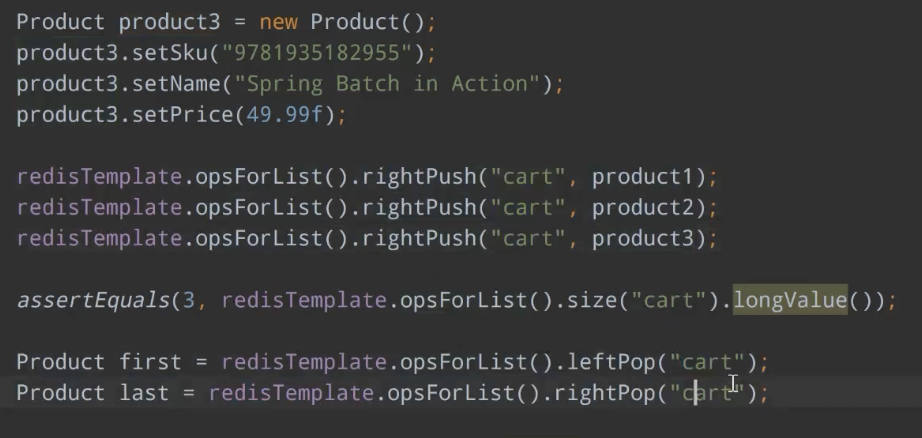 Product product3 = new Product();
product3.setSku("9781935182955");
product3.setName("Spring Batch in Action");
product3.setPrice(49.99f);
redisTemplate.opsForList().rightPush("cart", product1);
redisTemplate.opsForList().rightPush("cart", product2);
redisTemplate.opsForList().rightPush("cart", product3);
assertEquals(3, redisTemplate.opsForList().size("cart").longValue());
Product first = redisTemplate.opsForList().leftPop("cart");
Product last = redisTemplate.opsForList().rightPop("cart");